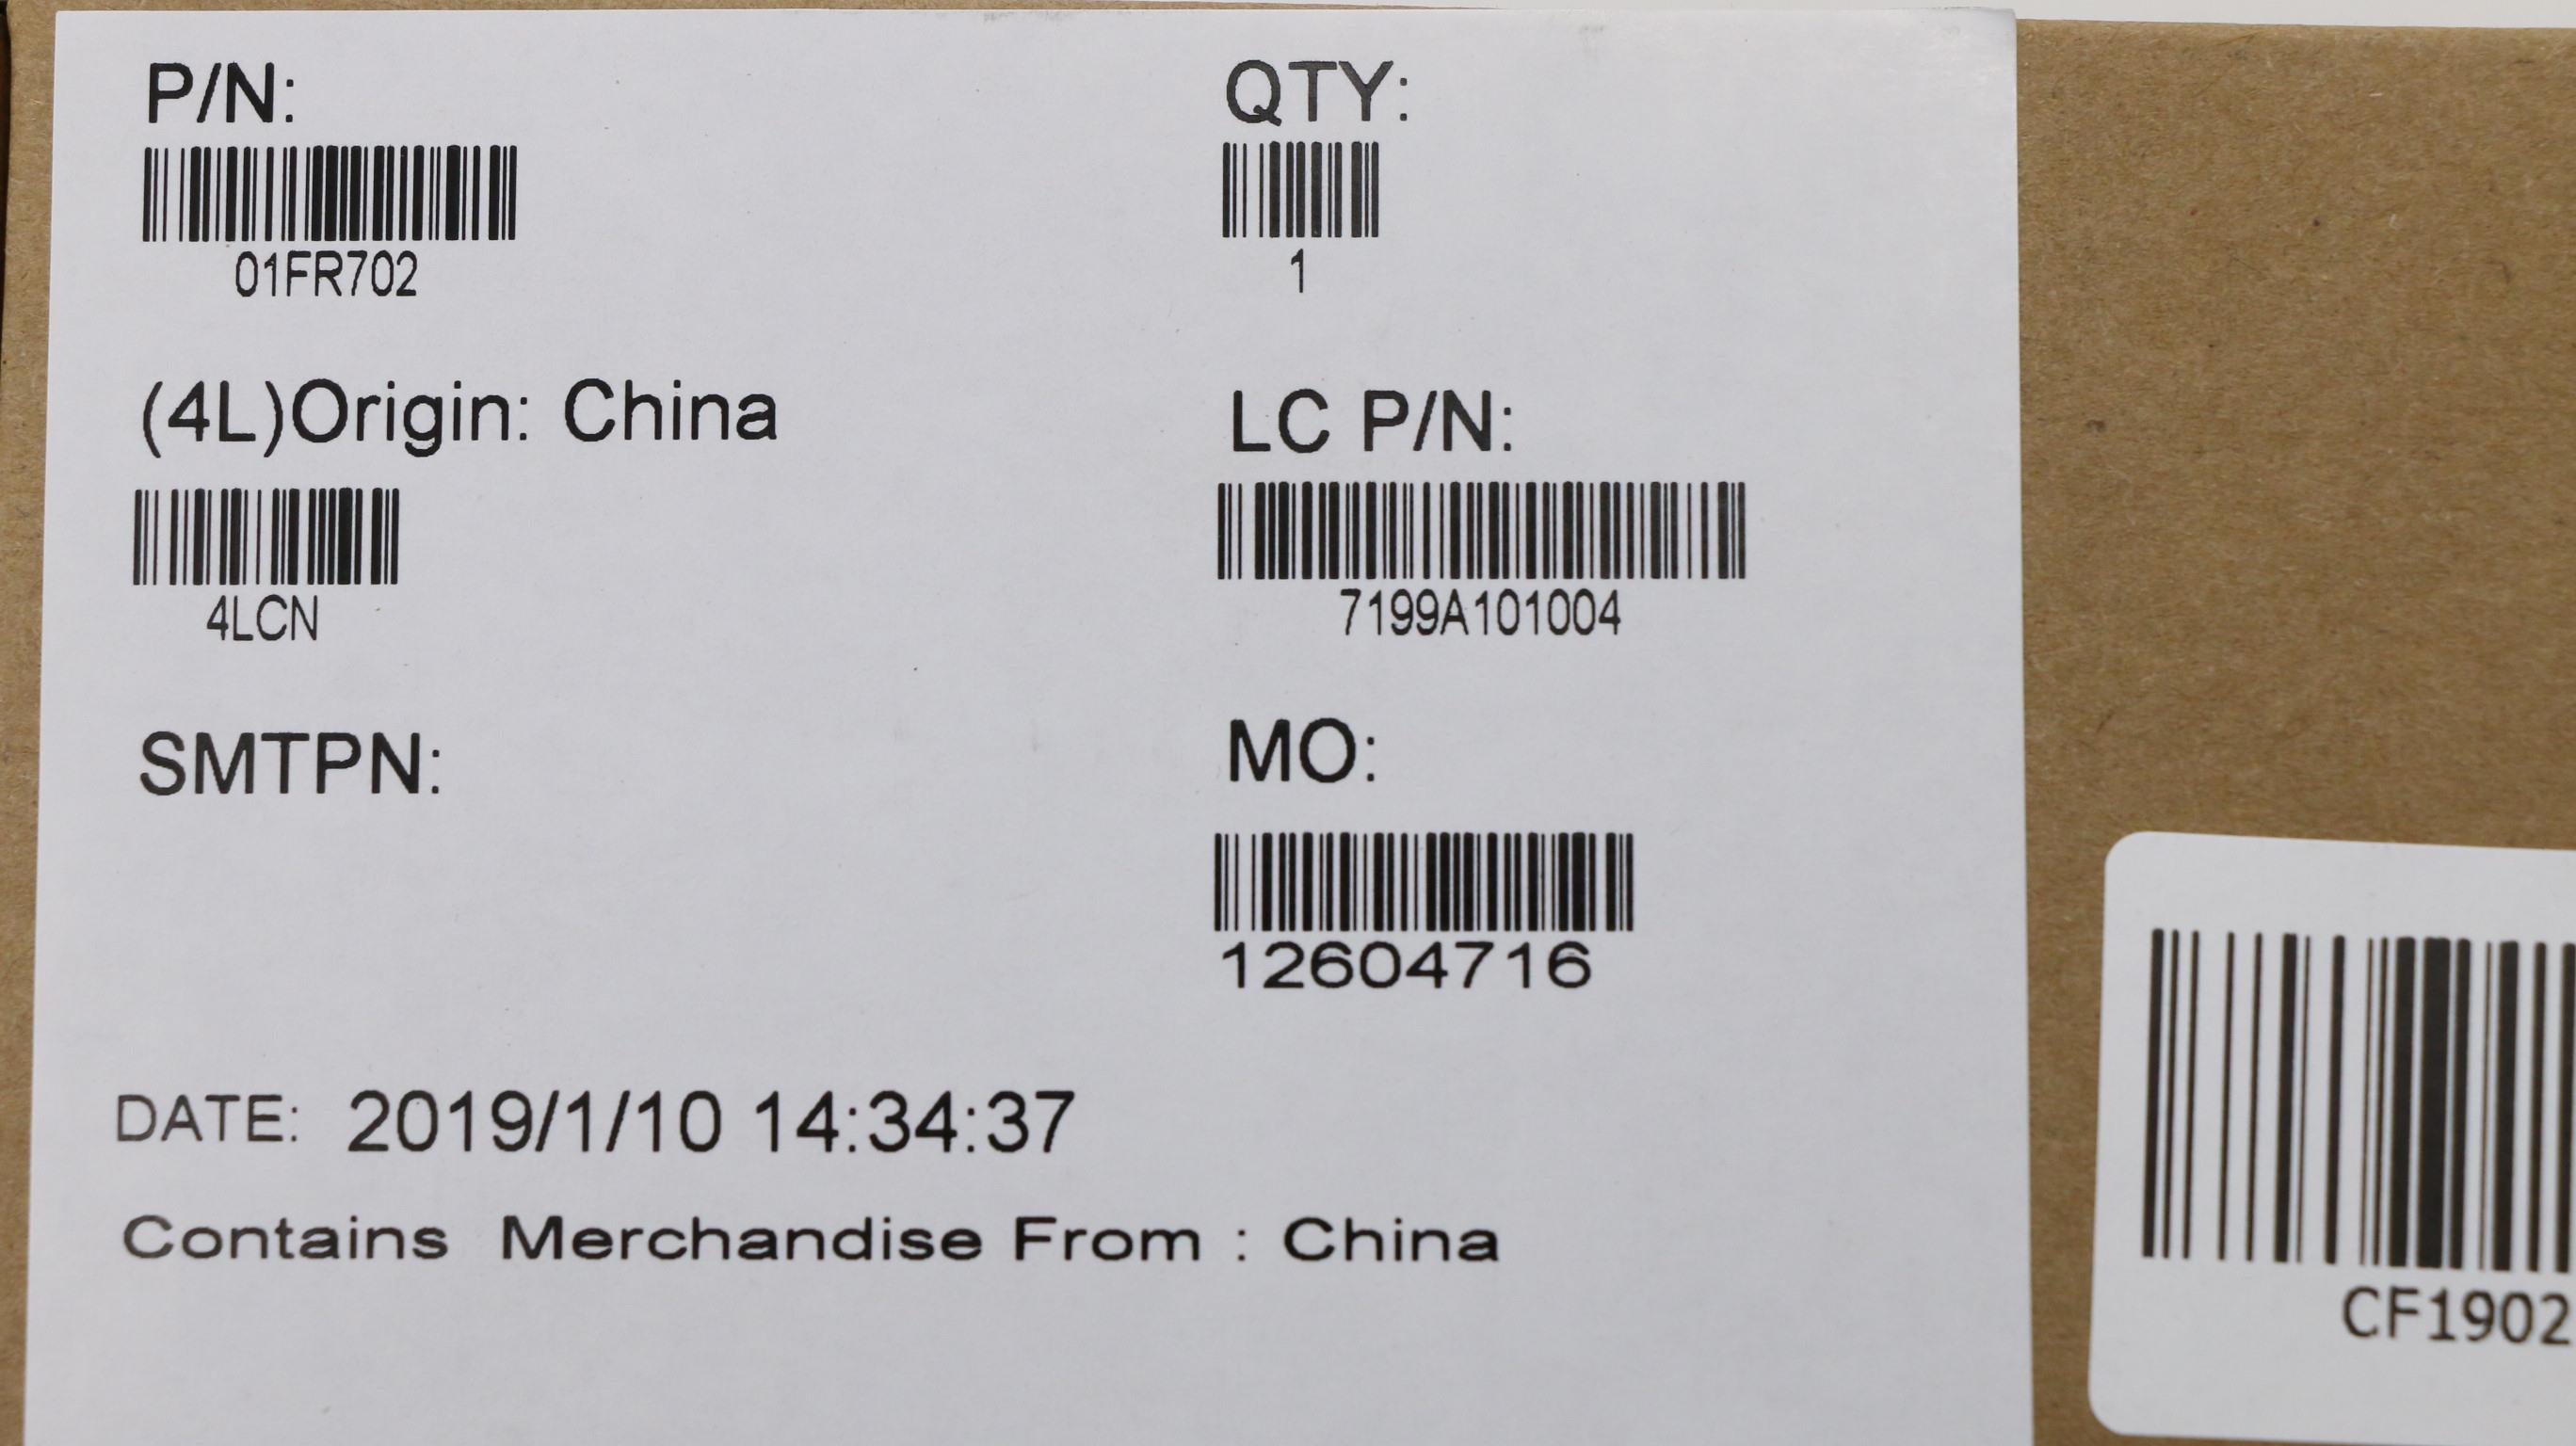 P/N:
01FR702
QTY:
1
(4L)Origin: China
4LCN
LC P/N:
7199A101004
SMTPN:
MO:
12604716
DATE: 2019/1/10 14:34:37
Contains Merchandise From : China
CF1902